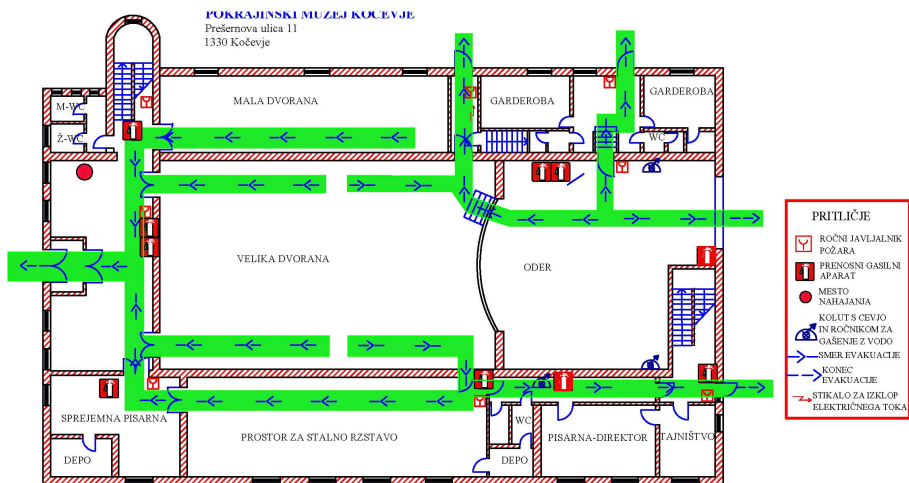 POKRAJINSKI MUZEJ KOČEVJE
Prešernova ulica 11
1330 Kočevje
MALA DVORANA
GARDEROBA
GARDEROBA
M-WC
Ž-WC
WC
VELIKA DVORANA
ODER
SPREJEMNA PISARNA
DEPO
PROSTOR ZA STALNO RZSTAVO
WC
DEPO
PISARNA-DIREKTOR
TAJNIŠTVO
PRITLIČJE
ROČNI JAVLJALNIK
POŽARA
PRENOSNI GASILNI
APARAT
MESTO
NAHAJANJA
KOLUT S CEVJO
IN ROČNIKOM ZA
GAŠENJE Z VODO
SMER EVAKUACIJE
KONEC
EVAKUACIJE
STIKALO ZA IZKLOP
ELEKTRIČNEGA TOKA